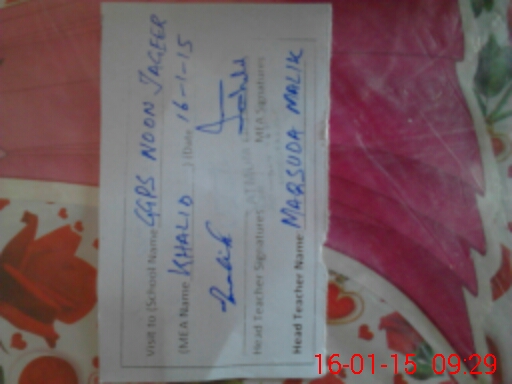 Visit to (School Name GGPS NOON JAGEER
(MEA Name KHALID ) (Date 16-1-15
Head Teacher Signatures MEA Signatures
Head Teacher Name MARSUDA MALIK
16-01-15 09:29